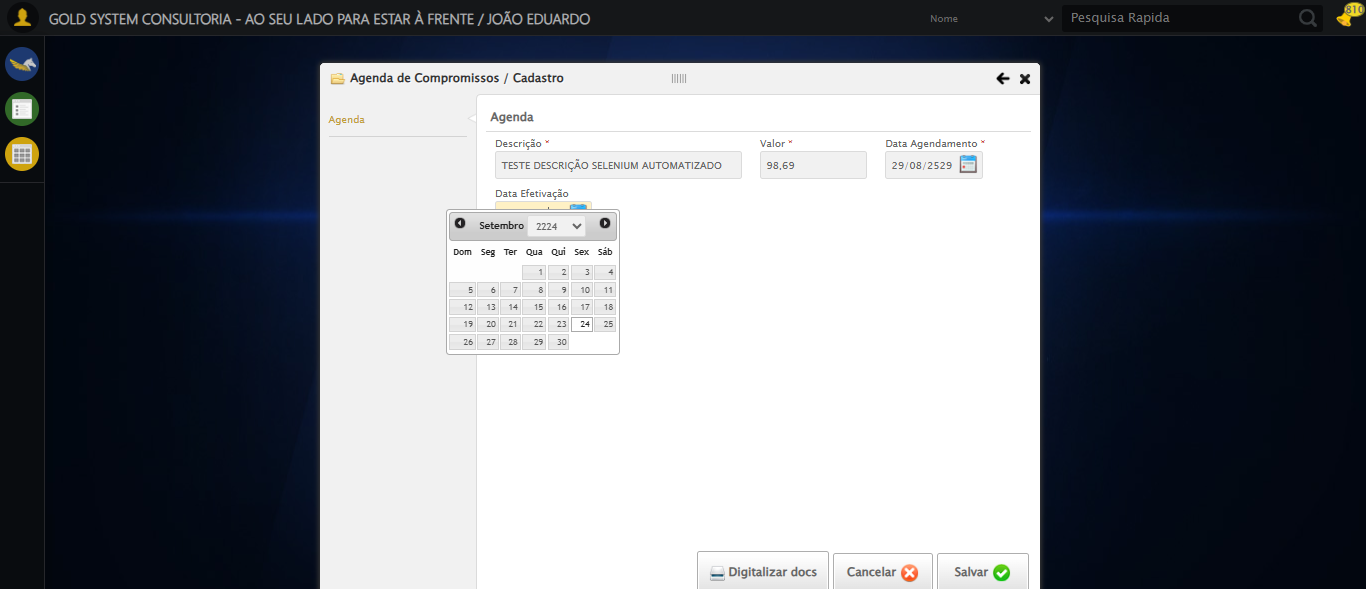 GOLD SYSTEM CONSULTORIA - AO SEU LADO PARA ESTAR À FRENTE / JOÃO EDUARDO
Nome
Pesquisa Rapida
810
Agenda de Compromissos / Cadastro
Agenda
Agenda
Descrição * Valor * Data Agendamento *
TESTE DESCRIÇÃO SELENIUM AUTOMATIZADO 98,69 29/08/2529
Data Efetivação
Setembro 2224
Dom Seg Ter Qua Qui Sex Sáb
1 2 3 4
5 6 7 8 9 10 11
12 13 14 15 16 17 18
19 20 21 22 23 24 25
26 27 28 29 30
Digitalizar docs Cancelar Salvar